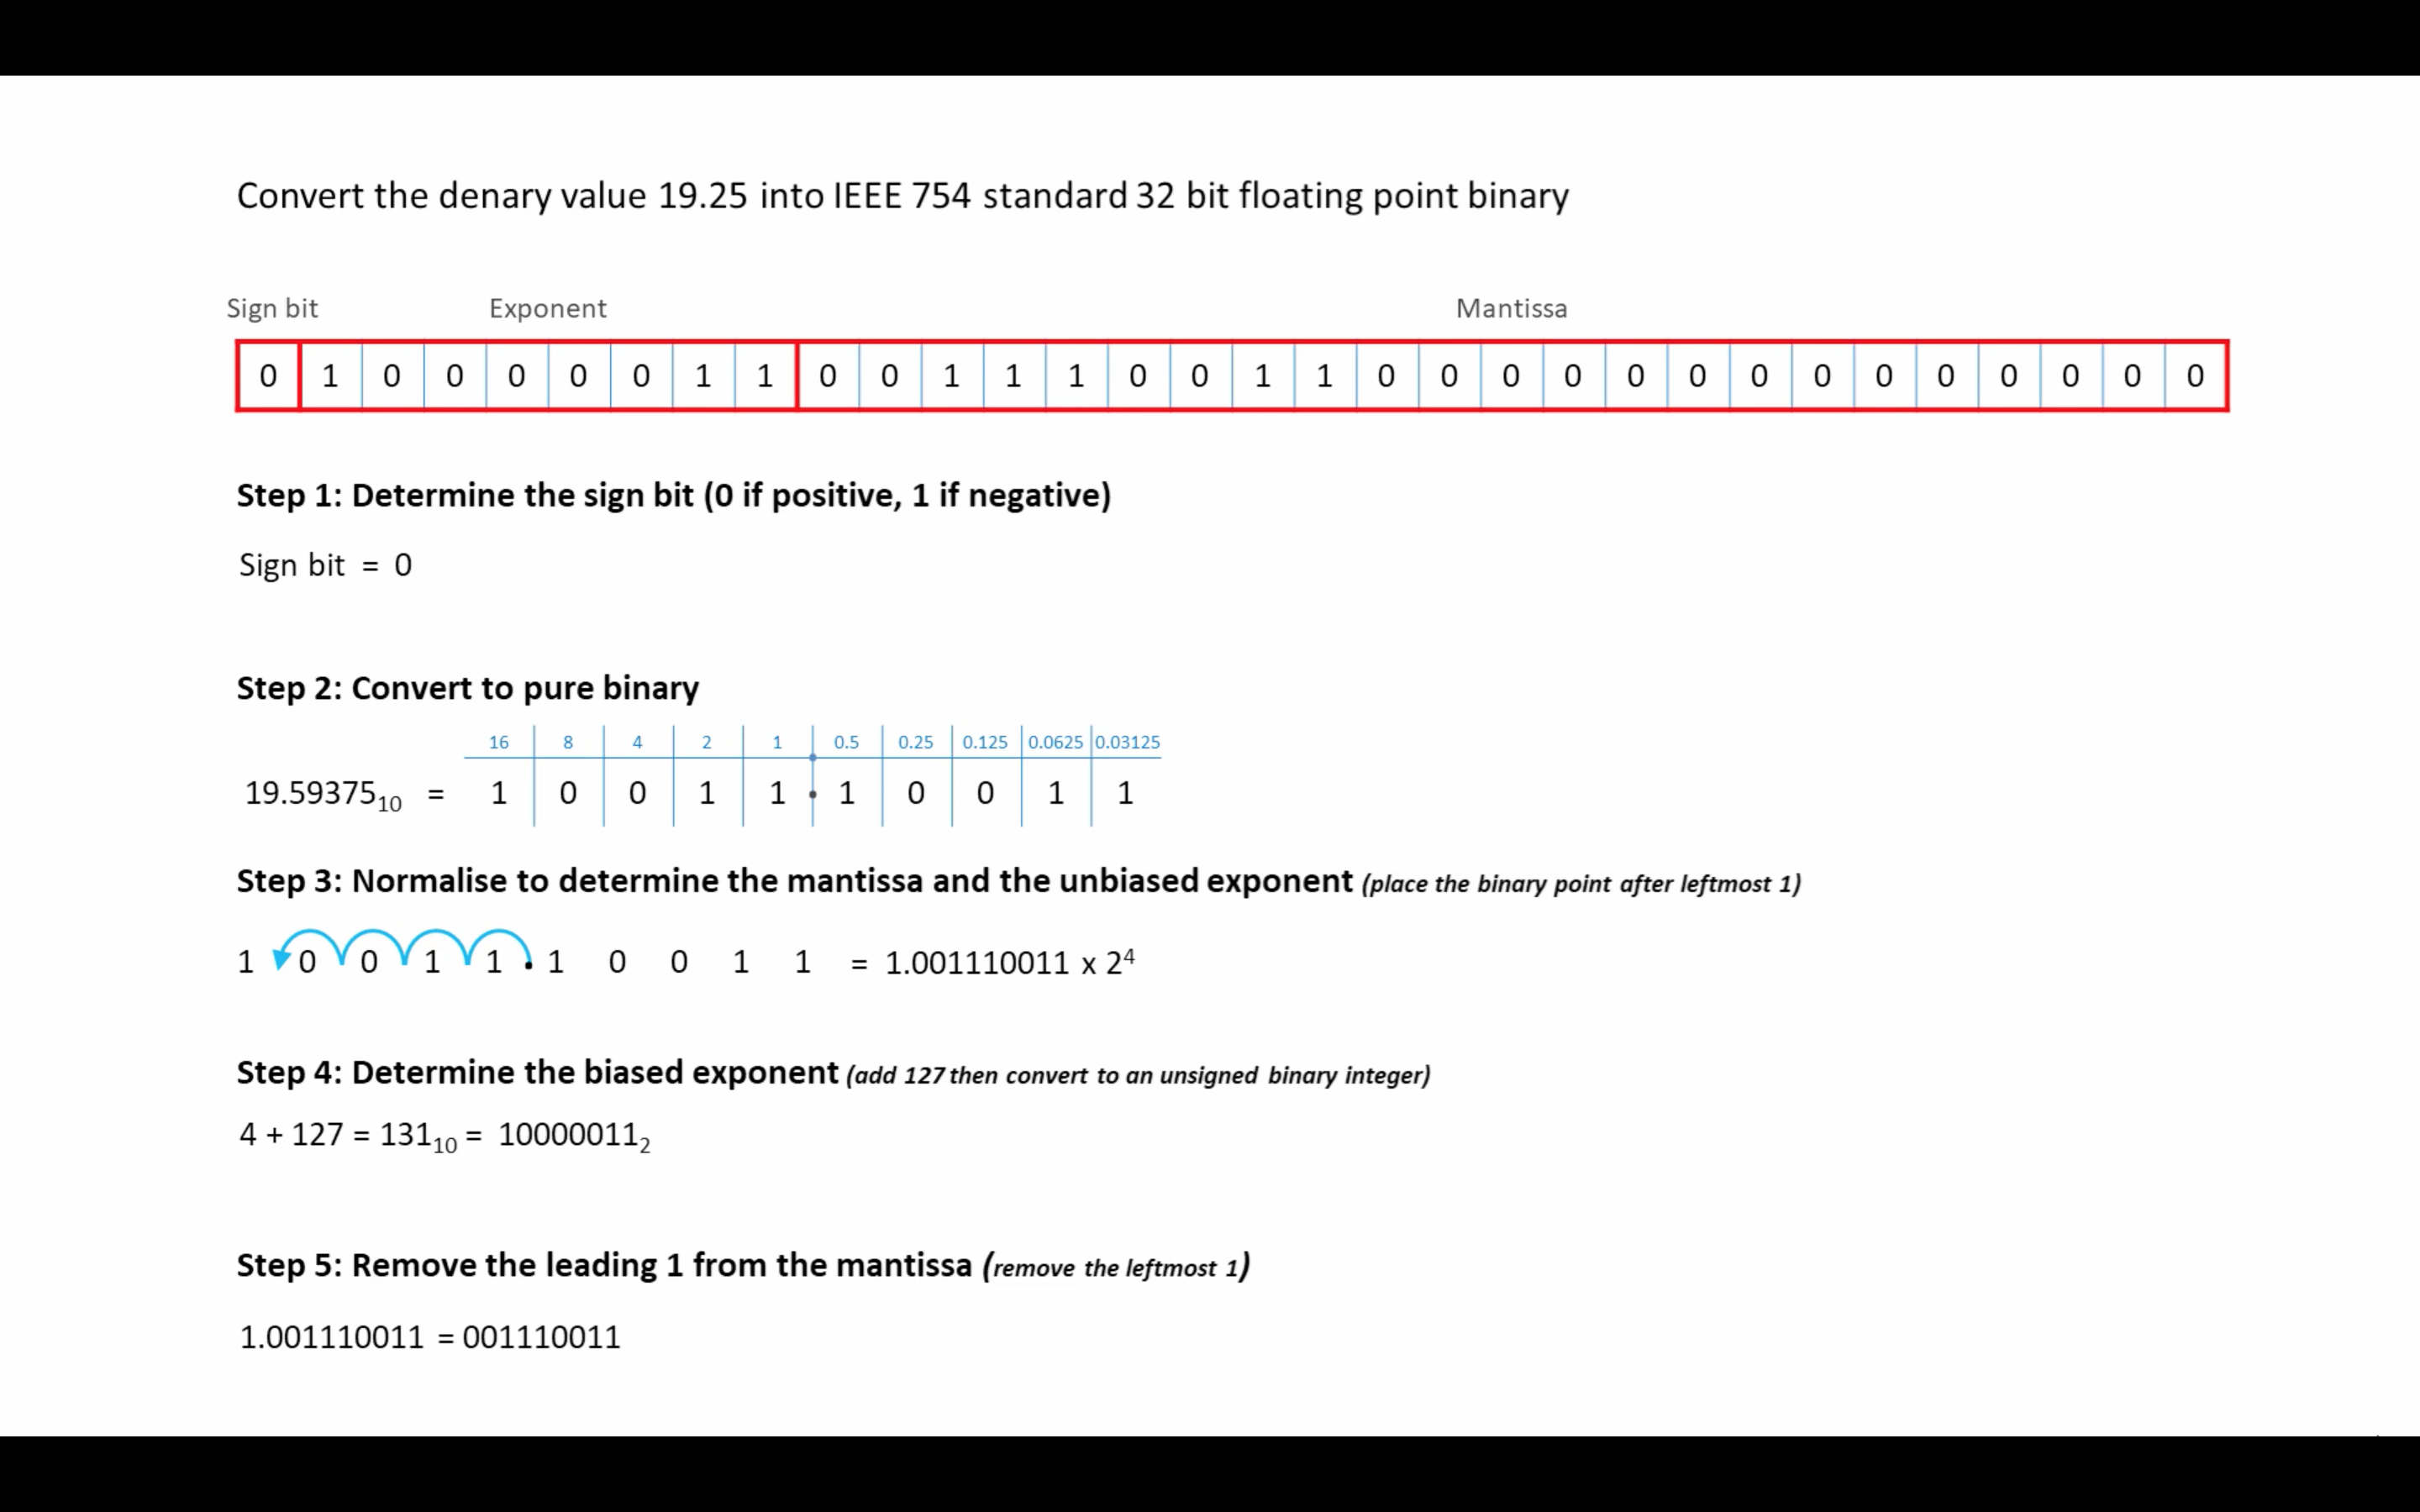 Convert the denary value 19.25 into IEEE 754 standard 32 bit floating point binary
Sign bit Exponent Mantissa
0 1 0 0 0 0 0 1 1 0 0 1 1 1 0 0 1 1 0 0 0 0 0 0 0 0 0 0 0 0 0 0
Step 1: Determine the sign bit (0 if positive, 1 if negative)
Sign bit = 0
Step 2: Convert to pure binary
16 8 4 2 1 0.5 0.25 0.125 0.0625 0.03125
19.59375₁₀ = 1 0 0 1 1 . 1 0 0 1 1
Step 3: Normalise to determine the mantissa and the unbiased exponent (place the binary point after leftmost 1)
1 0 0 1 1 . 1 0 0 1 1 = 1.001110011 x 2⁴
Step 4: Determine the biased exponent (add 127 then convert to an unsigned binary integer)
4 + 127 = 131₁₀ = 10000011₂
Step 5: Remove the leading 1 from the mantissa (remove the leftmost 1)
1.001110011 = 001110011